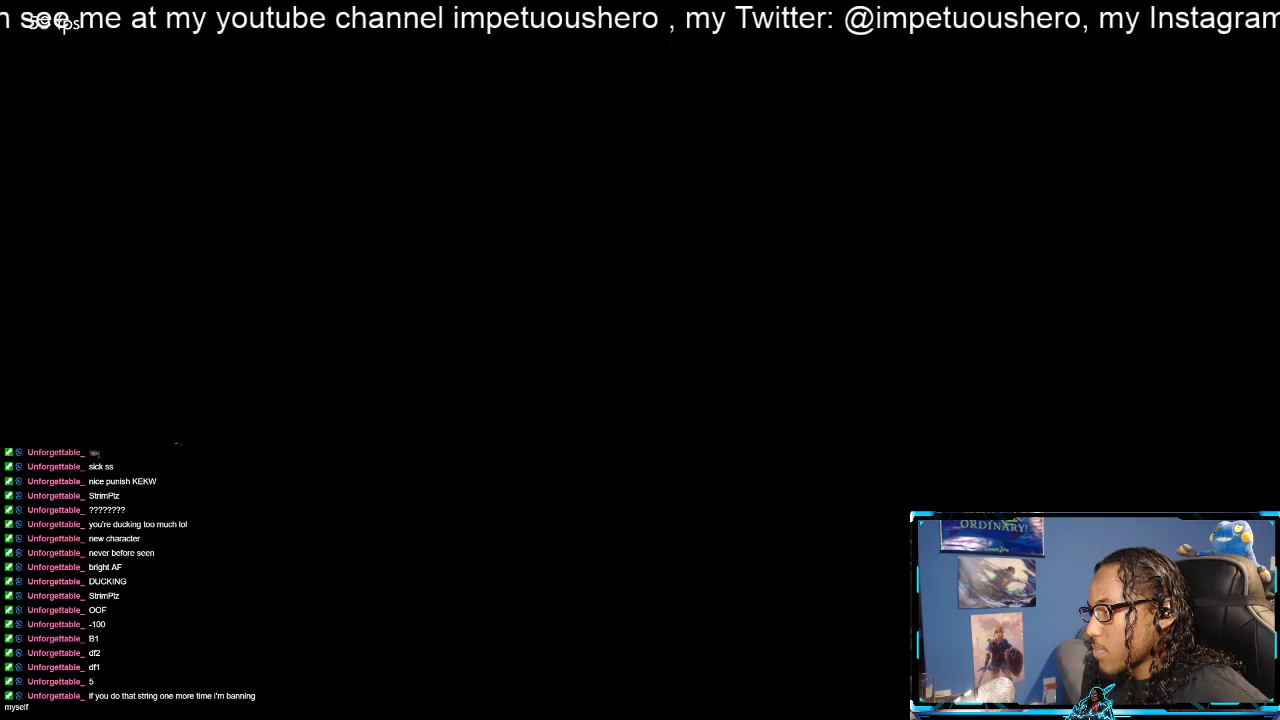 n see me at my youtube channel impetuoushero , my Twitter: @impetuoushero, my Instagram
fps
Unforgettable_
Unforgettable_ sick ss
Unforgettable_ nice punish KEKW
Unforgettable_ StrimPlz
Unforgettable_ ????????
Unforgettable_ you're ducking too much lol
Unforgettable_ new character
Unforgettable_ never before seen
Unforgettable_ bright AF
Unforgettable_ DUCKING
Unforgettable_ StrimPlz
Unforgettable_ OOF
Unforgettable_ -100
Unforgettable_ B1
Unforgettable_ df2
Unforgettable_ df1
Unforgettable_ 5
Unforgettable_ if you do that string one more time i'm banning
myself
ORDINARY!